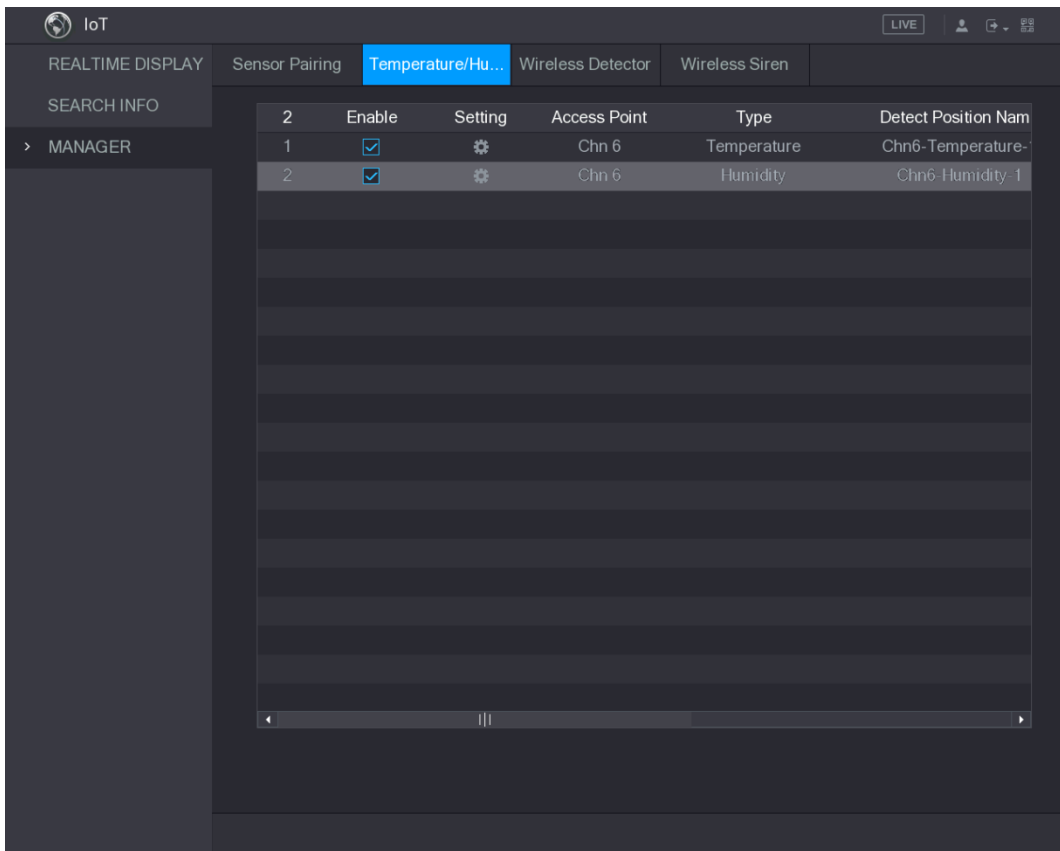 IoT LIVE
REALTIME DISPLAY
SEARCH INFO
MANAGER
Sensor Pairing Temperature/Hu... Wireless Detector Wireless Siren
2 Enable Setting Access Point Type Detect Position Nam
1 Chn 6 Temperature Chn6-Temperature-1
2 Chn 6 Humidity Chn6-Humidity-1